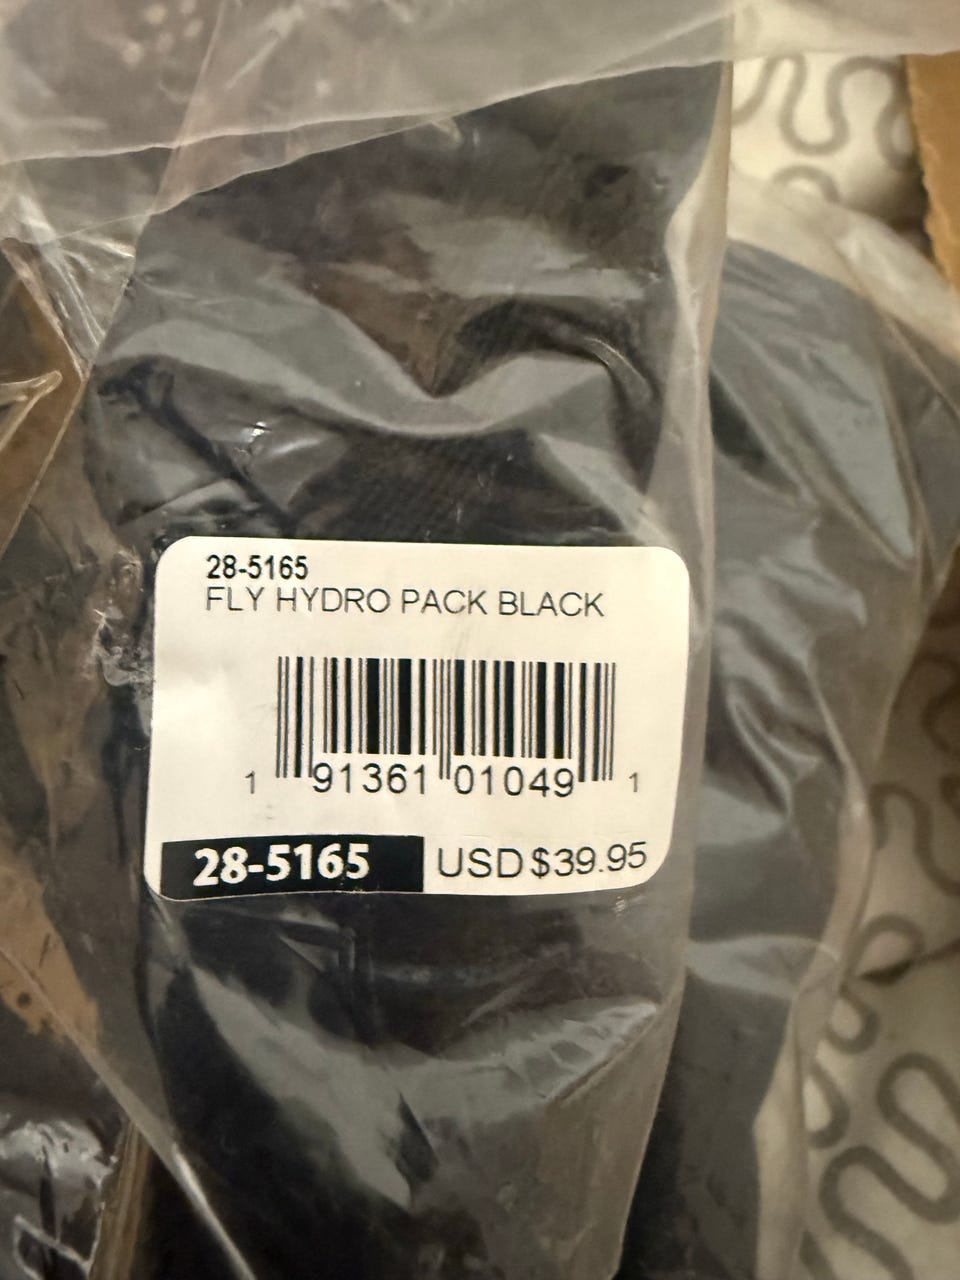 28-5165
FLY HYDRO PACK BLACK
1 91361 01049 1
28-5165 USD $39.95